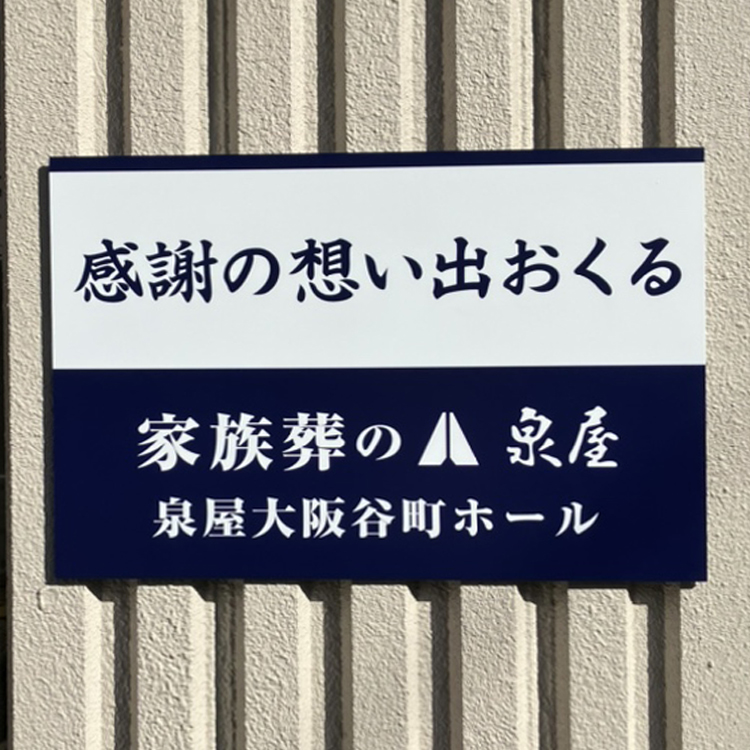 感謝の想い出おくる
家族葬の 泉屋
泉屋大阪谷町ホール